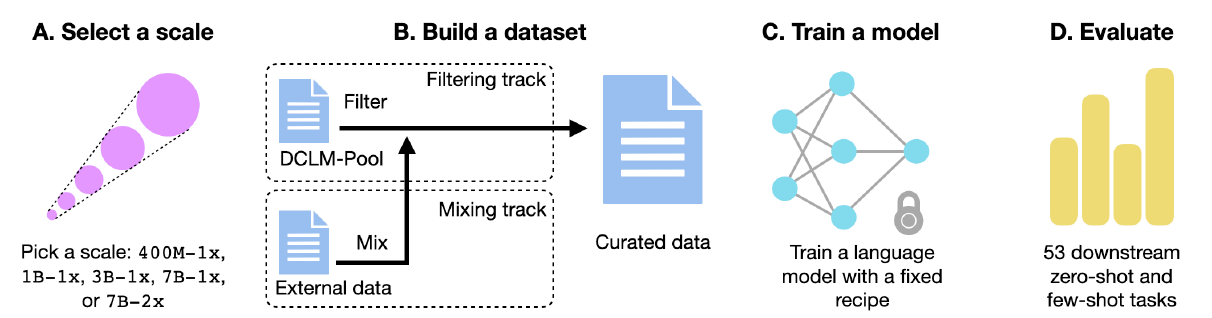 A. Select a scale
Pick a scale: 400M-1x,
1B-1x, 3B-1x, 7B-1x,
or 7B-2x
B. Build a dataset
Filtering track
Filter
DCLM-Pool
Mixing track
Mix
External data
Curated data
C. Train a model
Train a language
model with a fixed
recipe
D. Evaluate
53 downstream
zero-shot and
few-shot tasks